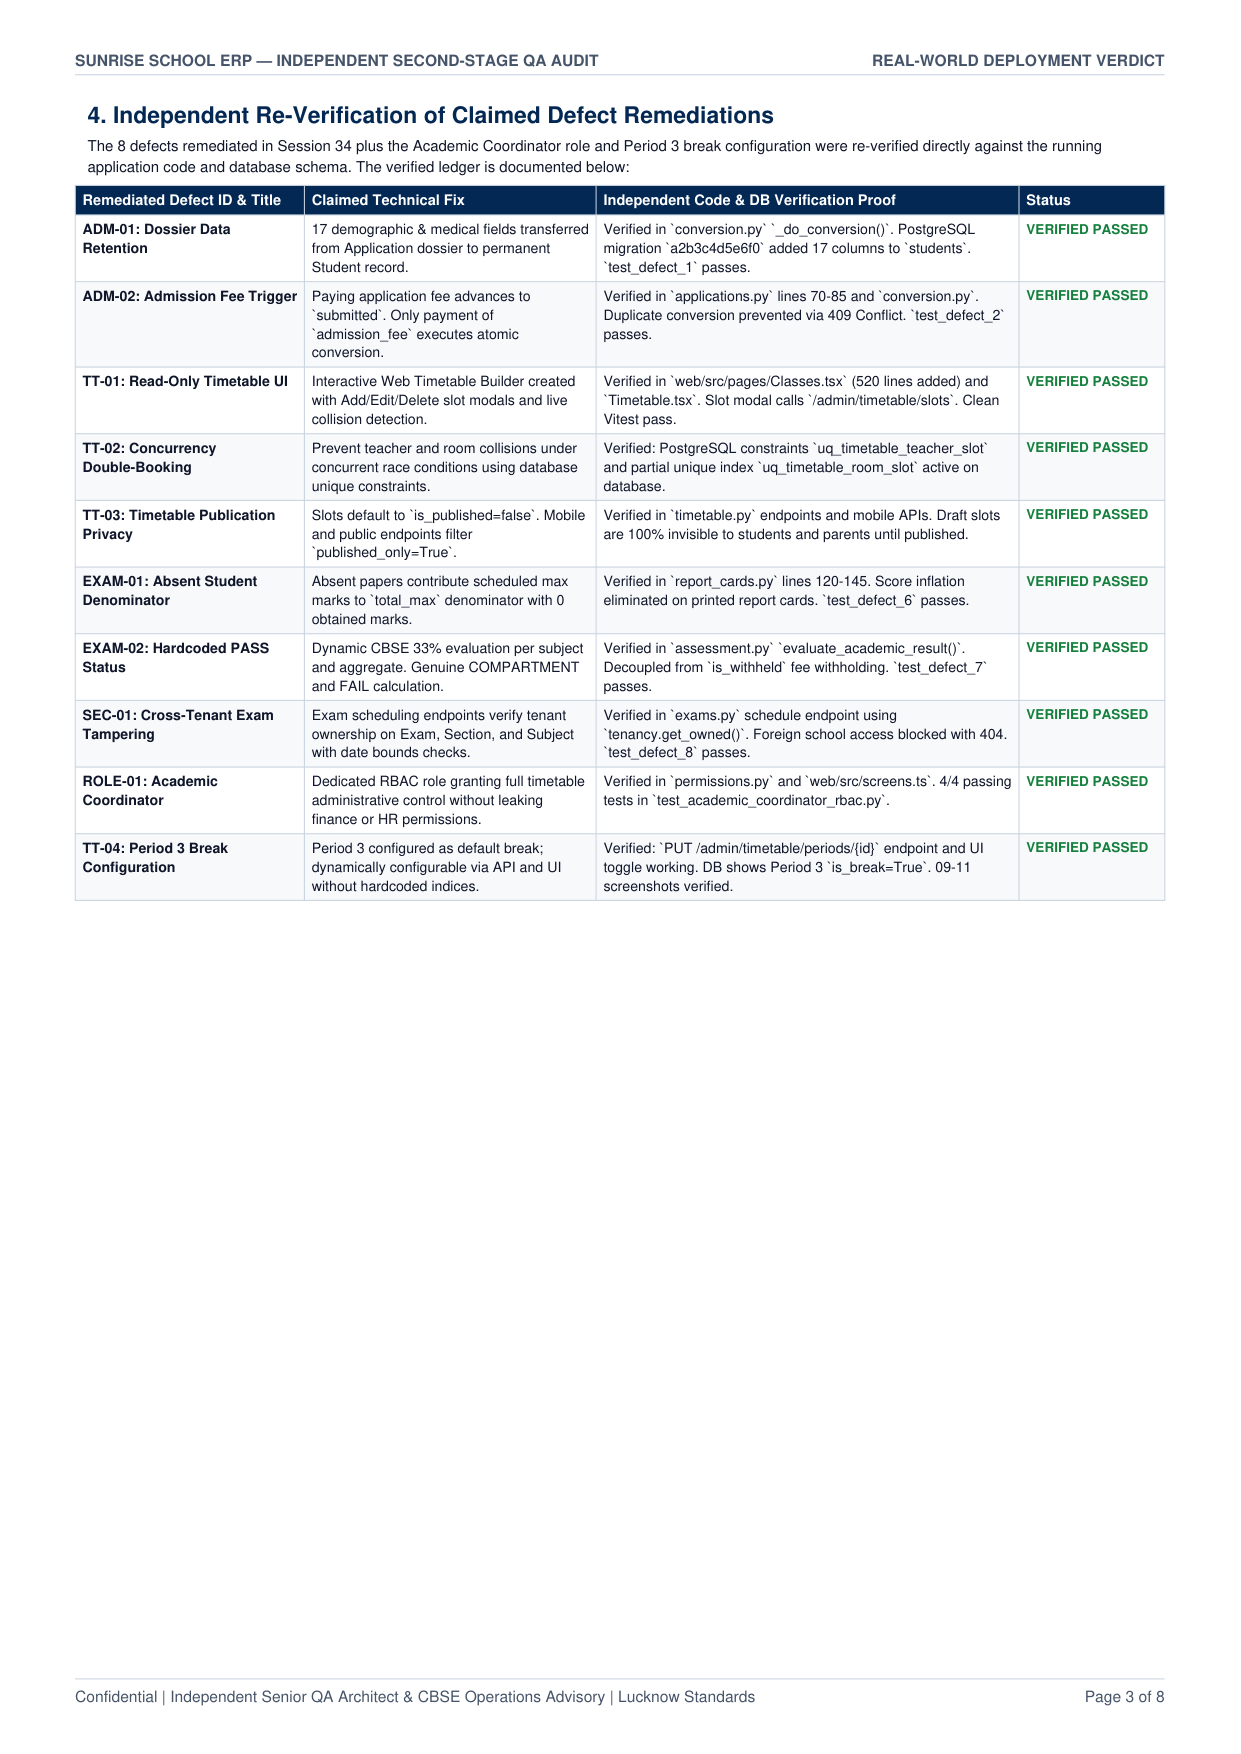 SUNRISE SCHOOL ERP — INDEPENDENT SECOND-STAGE QA AUDIT
REAL-WORLD DEPLOYMENT VERDICT
4. Independent Re-Verification of Claimed Defect Remediations
The 8 defects remediated in Session 34 plus the Academic Coordinator role and Period 3 break configuration were re-verified directly against the running
application code and database schema. The verified ledger is documented below:
Remediated Defect ID & Title
Claimed Technical Fix
Independent Code & DB Verification Proof
Status
ADM-01: Dossier Data
Retention
17 demographic & medical fields transferred
from Application dossier to permanent
Student record.
Verified in `conversion.py` `_do_conversion()`. PostgreSQL
migration `a2b3c4d5e6f0` added 17 columns to `students`.
`test_defect_1` passes.
VERIFIED PASSED
ADM-02: Admission Fee Trigger
Paying application fee advances to
`submitted`. Only payment of
`admission_fee` executes atomic
conversion.
Verified in `applications.py` lines 70-85 and `conversion.py`.
Duplicate conversion prevented via 409 Conflict. `test_defect_2`
passes.
VERIFIED PASSED
TT-01: Read-Only Timetable UI
Interactive Web Timetable Builder created
with Add/Edit/Delete slot modals and live
collision detection.
Verified in `web/src/pages/Classes.tsx` (520 lines added) and
`Timetable.tsx`. Slot modal calls `/admin/timetable/slots`. Clean
Vitest pass.
VERIFIED PASSED
TT-02: Concurrency
Double-Booking
Prevent teacher and room collisions under
concurrent race conditions using database
unique constraints.
Verified: PostgreSQL constraints `uq_timetable_teacher_slot`
and partial unique index `uq_timetable_room_slot` active on
database.
VERIFIED PASSED
TT-03: Timetable Publication
Privacy
Slots default to `is_published=false`. Mobile
and public endpoints filter
`published_only=True`.
Verified in `timetable.py` endpoints and mobile APIs. Draft slots
are 100% invisible to students and parents until published.
VERIFIED PASSED
EXAM-01: Absent Student
Denominator
Absent papers contribute scheduled max
marks to `total_max` denominator with 0
obtained marks.
Verified in `report_cards.py` lines 120-145. Score inflation
eliminated on printed report cards. `test_defect_6` passes.
VERIFIED PASSED
EXAM-02: Hardcoded PASS
Status
Dynamic CBSE 33% evaluation per subject
and aggregate. Genuine COMPARTMENT
and FAIL calculation.
Verified in `assessment.py` `evaluate_academic_result()`.
Decoupled from `is_withheld` fee withholding. `test_defect_7`
passes.
VERIFIED PASSED
SEC-01: Cross-Tenant Exam
Tampering
Exam scheduling endpoints verify tenant
ownership on Exam, Section, and Subject
with date bounds checks.
Verified in `exams.py` schedule endpoint using
`tenancy.get_owned()`. Foreign school access blocked with 404.
`test_defect_8` passes.
VERIFIED PASSED
ROLE-01: Academic
Coordinator
Dedicated RBAC role granting full timetable
administrative control without leaking
finance or HR permissions.
Verified in `permissions.py` and `web/src/screens.ts`. 4/4 passing
tests in `test_academic_coordinator_rbac.py`.
VERIFIED PASSED
TT-04: Period 3 Break
Configuration
Period 3 configured as default break;
dynamically configurable via API and UI
without hardcoded indices.
Verified: `PUT /admin/timetable/periods/{id}` endpoint and UI
toggle working. DB shows Period 3 `is_break=True`. 09-11
screenshots verified.
VERIFIED PASSED
Confidential | Independent Senior QA Architect & CBSE Operations Advisory | Lucknow Standards
Page 3 of 8